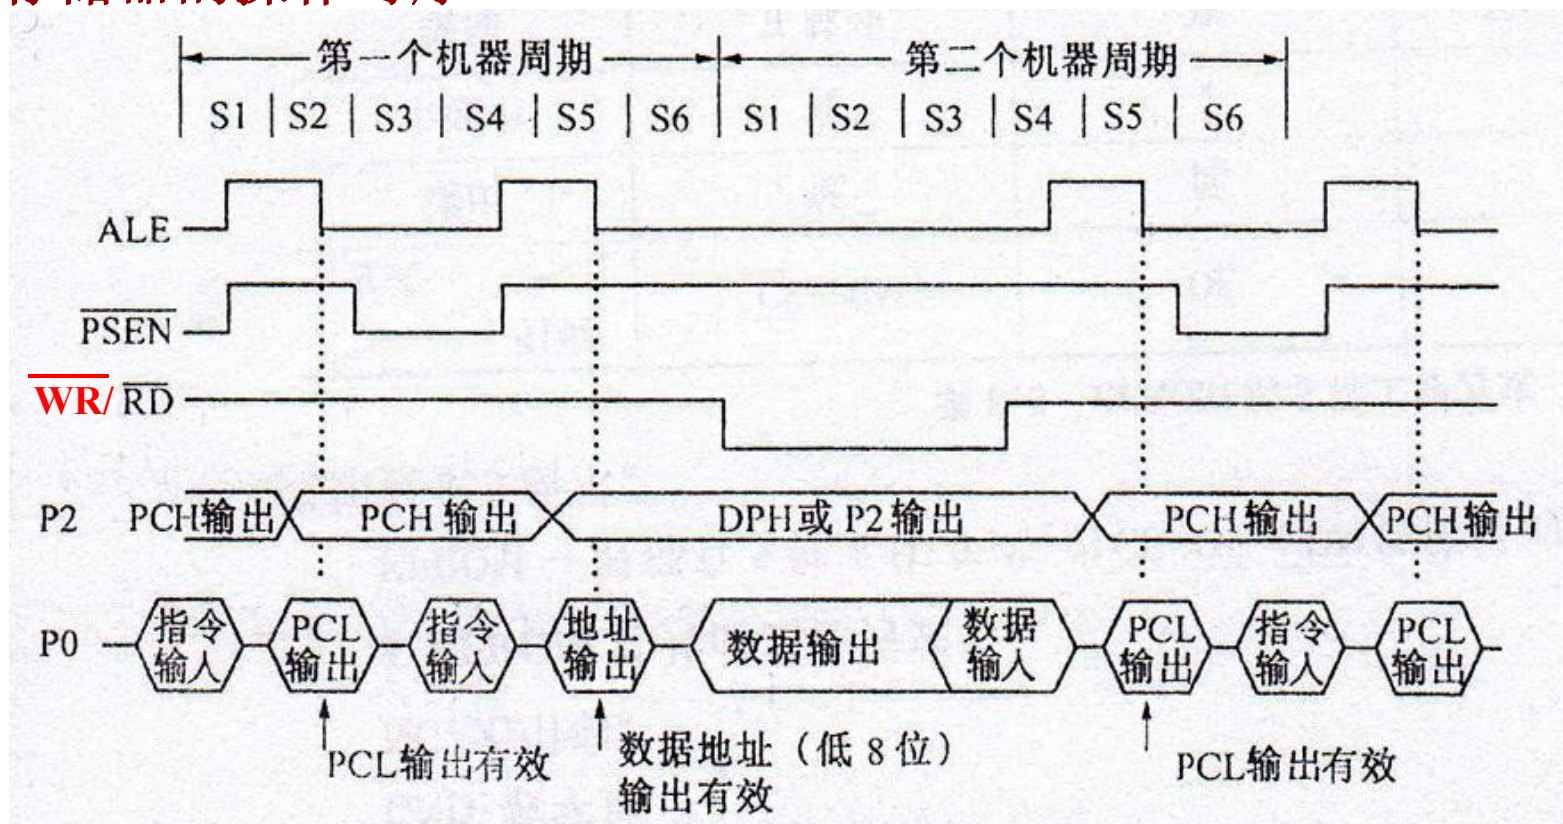 第一个机器周期 第二个机器周期
S1 S2 S3 S4 S5 S6 S1 S2 S3 S4 S5 S6
ALE
PSEN
WR/ RD
P2 PCH输出 PCH输出 DPH或P2输出 PCH输出 PCH输出
P0 指令 PCL 指令 地址 数据输出 数据 PCL 指令 PCL
输入 输出 输入 输出 输入 输出 输入 输出
PCL输出有效 数据地址（低8位） PCL输出有效
输出有效